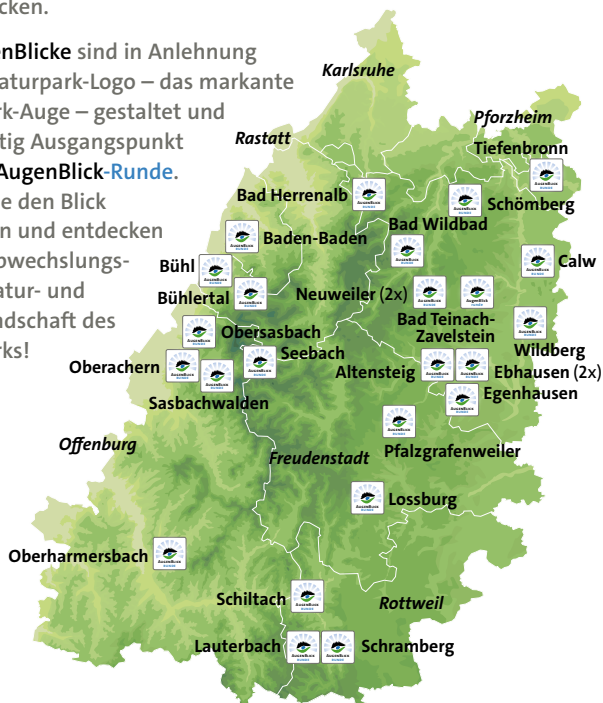 cken.
enBlicke sind in Anlehnung
aturpark-Logo – das markante
rk-Auge – gestaltet und
tig Ausgangspunkt
AugenBlick-Runde.
e den Blick
n und entdecken
bwechslungs-
atur- und
ndschaft des
rks!
Karlsruhe
Pforzheim
Tiefenbronn
Rastatt
Bad Herrenalb
Schömberg
Bad Wildbad
Baden-Baden
Calw
Bühl
Bühlertal
Neuweiler (2x)
Bad Teinach-
Zavelstein
Obersasbach
Wildberg
Seebach
Oberachern
Altensteig
Ebhausen (2x)
Egenhausen
Sasbachwalden
Offenburg
Freudenstadt
Pfalzgrafenweiler
Lossburg
Oberharmersbach
Schiltach
Rottweil
Lauterbach
Schramberg